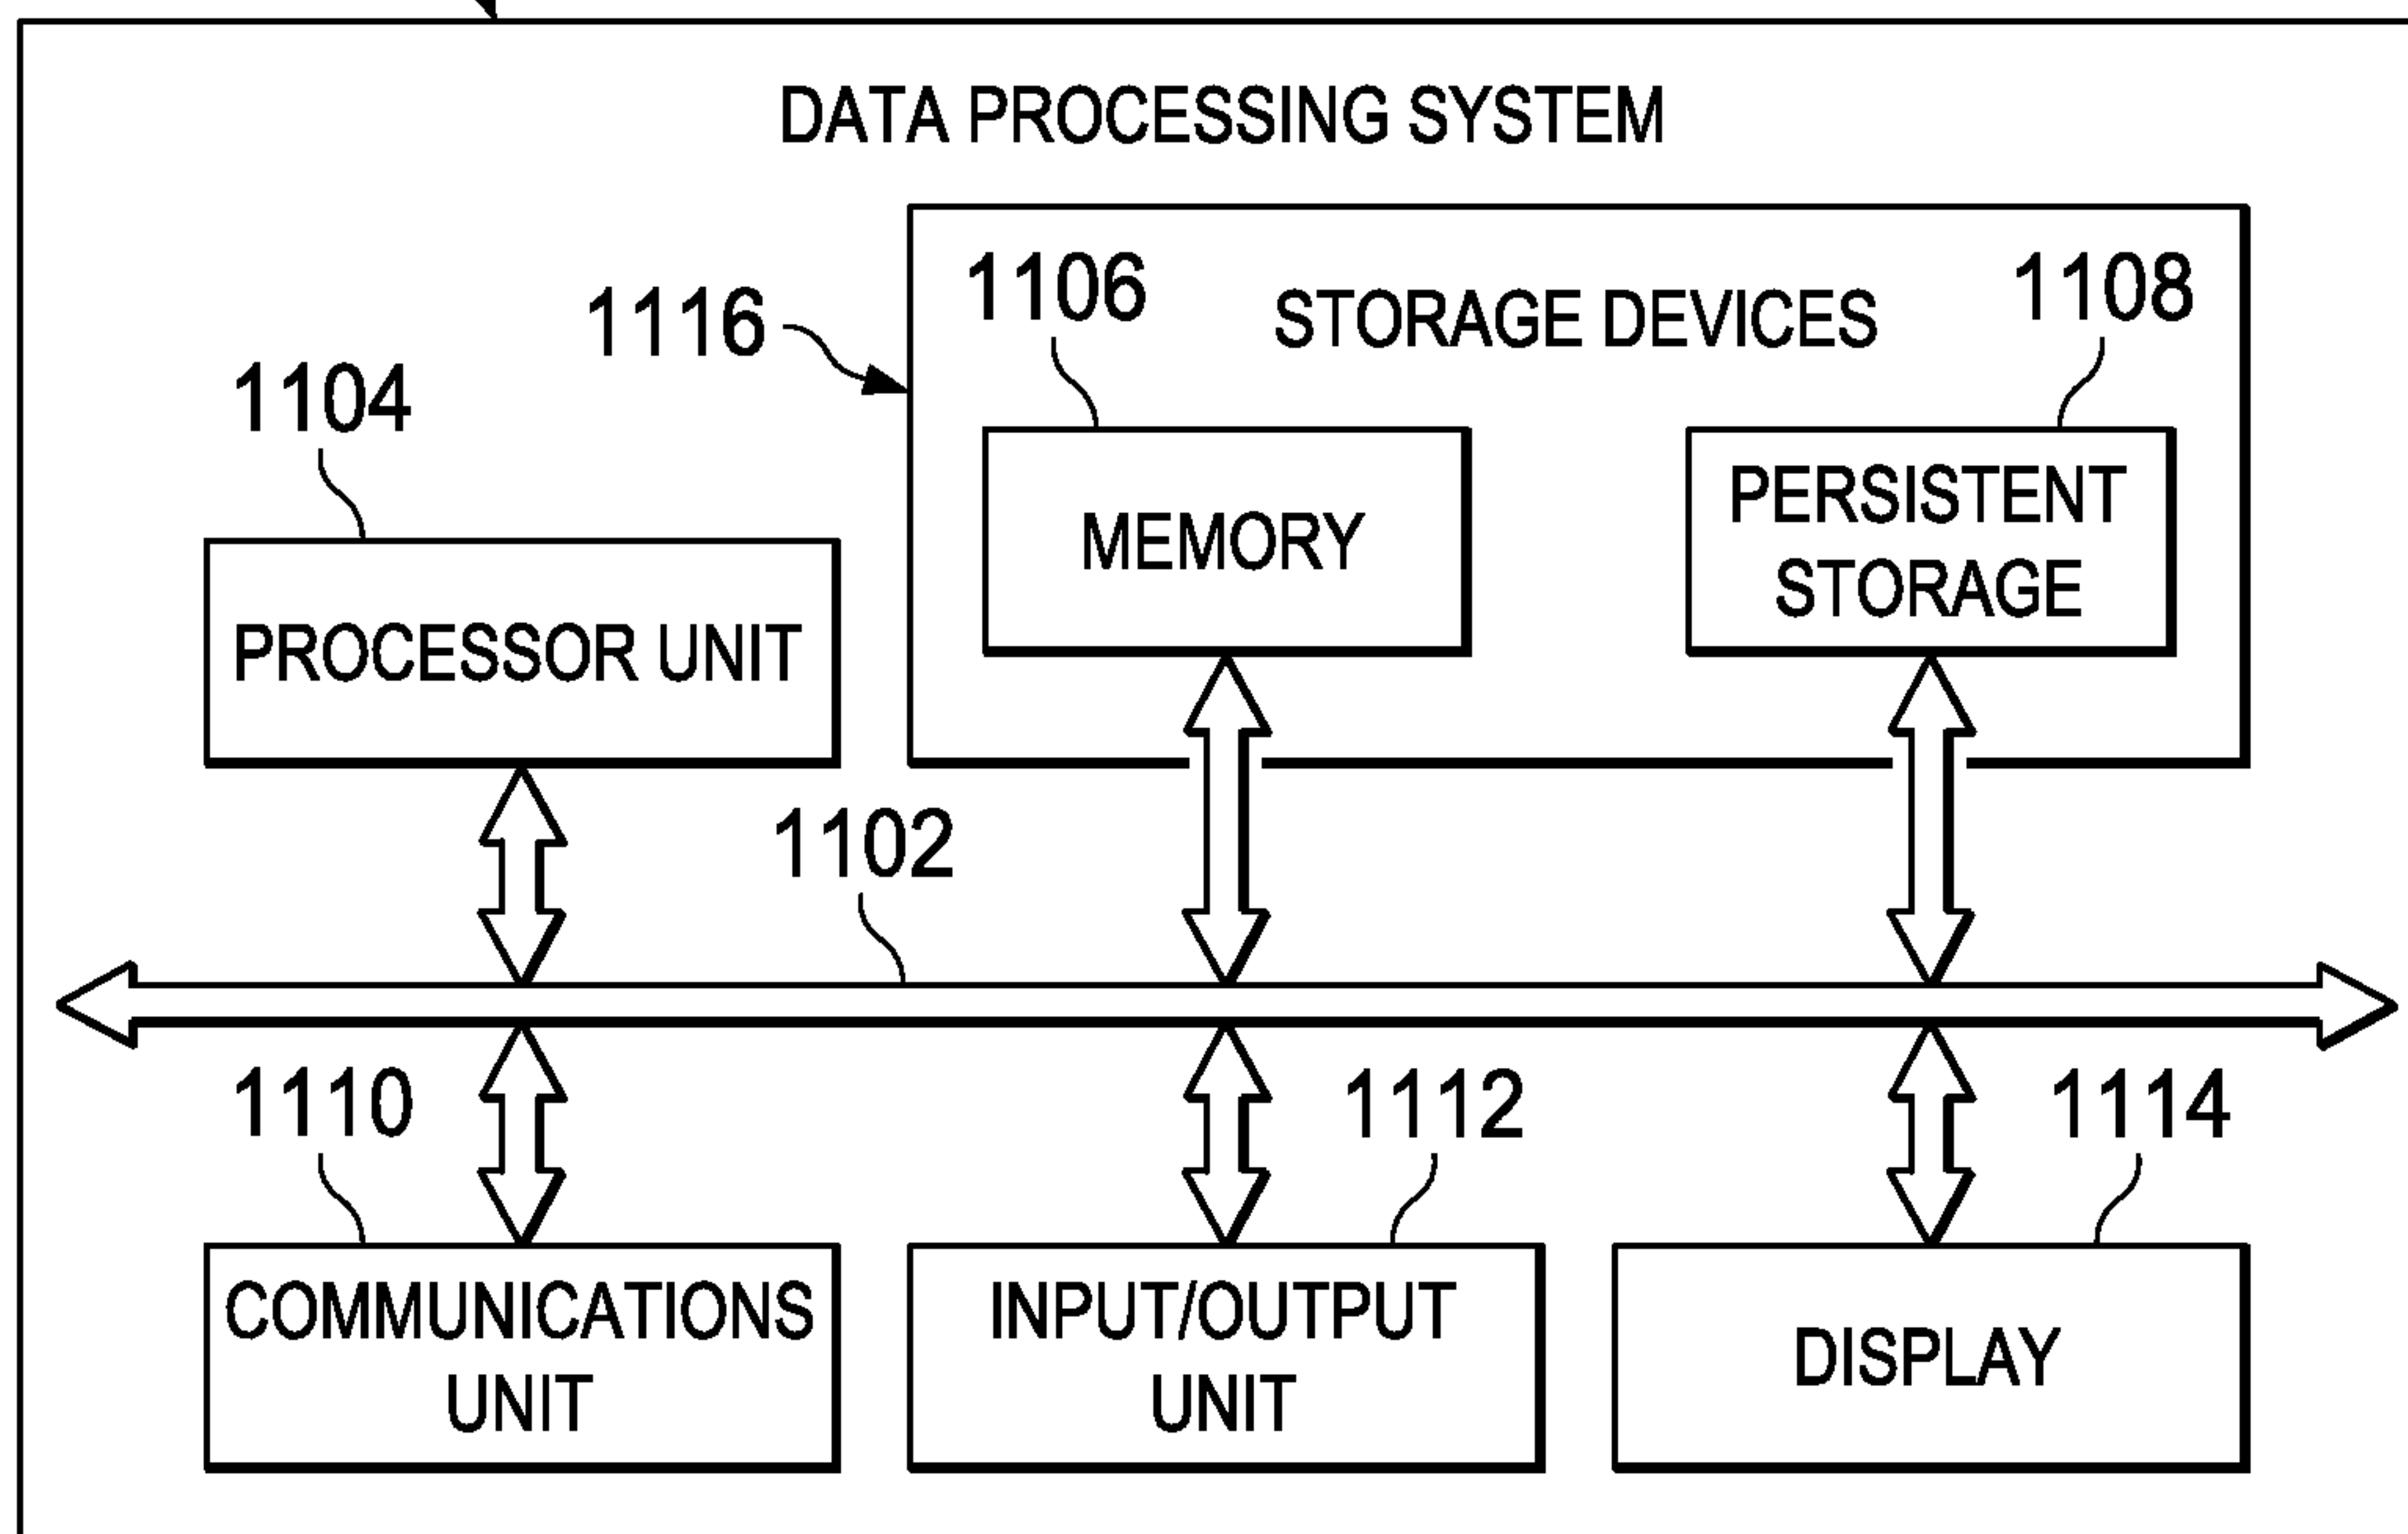 DATA PROCESSING SYSTEM
1116
1106
STORAGE DEVICES
1108
1104
MEMORY
PERSISTENT
STORAGE
PROCESSOR UNIT
1102
1110
1112
1114
COMMUNICATIONS
UNIT
INPUT/OUTPUT
UNIT
DISPLAY